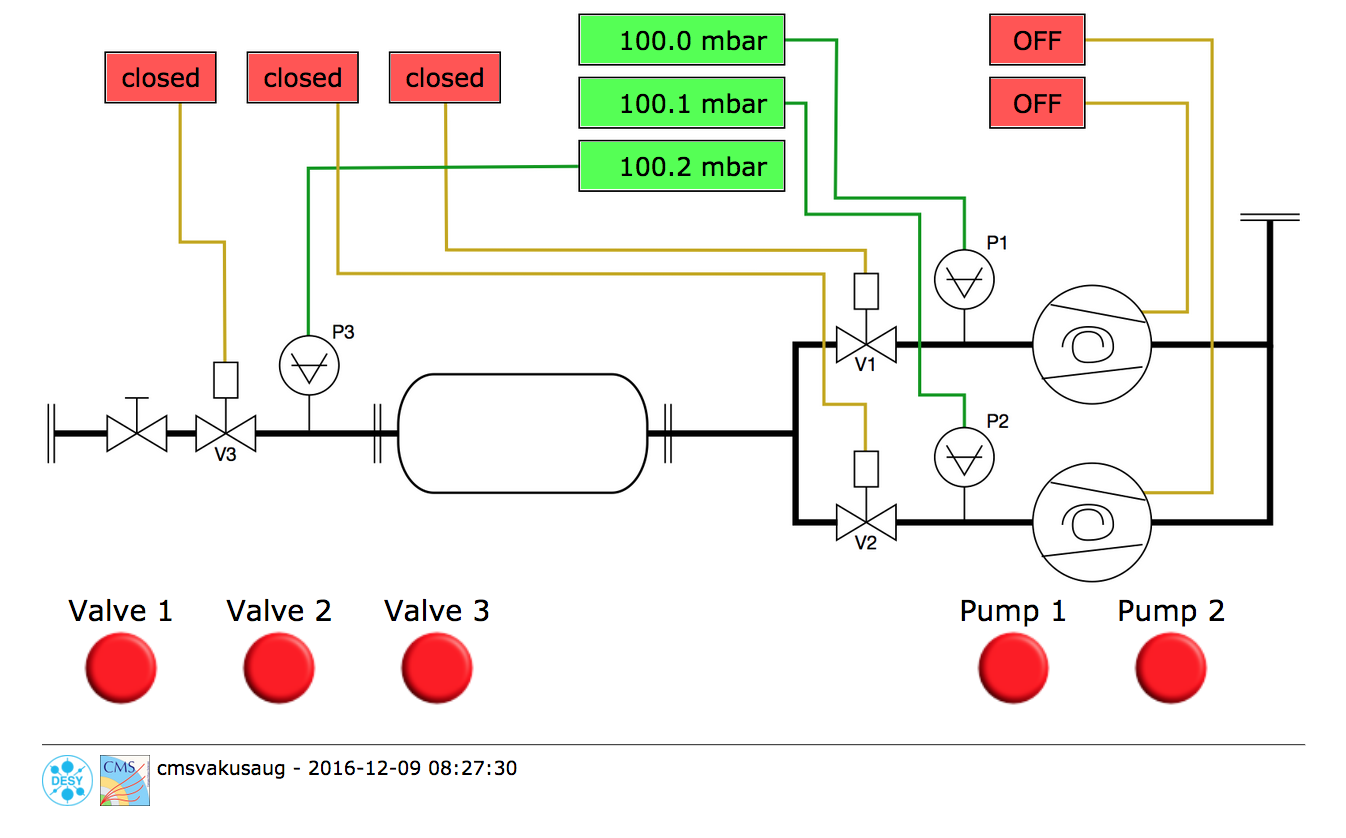 100.0 mbar
OFF
closed
closed
closed
100.1 mbar
OFF
100.2 mbar
P1
P3
V1
P2
V3
V2
Valve 1
Valve 2
Valve 3
Pump 1
Pump 2
DESY
CMS
cmsvakusaug - 2016-12-09 08:27:30